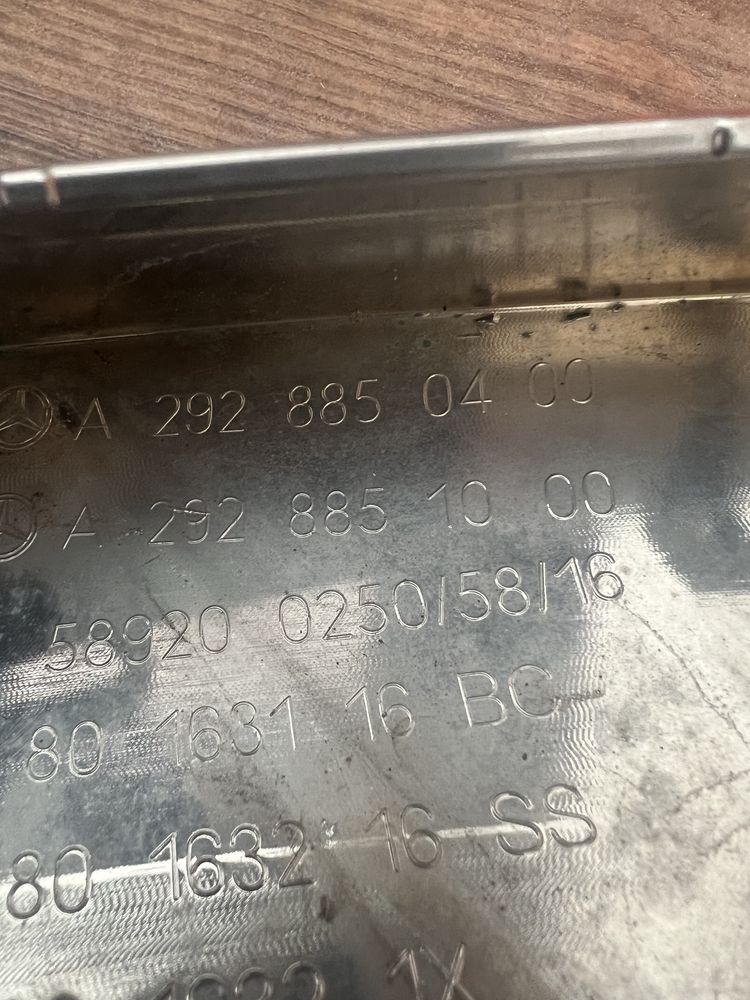 A 292 885 04 00
A 292 885 10 00
58920 0250/58/16
80 1631 16 BC
80 1632 16 SS
1X